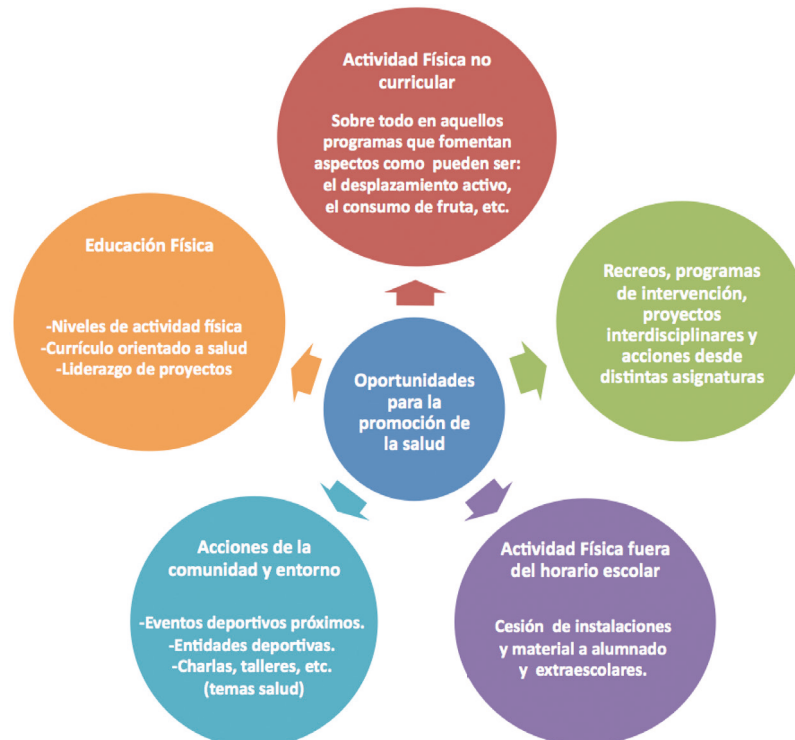 Actividad Física no
curricular
Sobre todo en aquellos
programas que fomentan
aspectos como pueden ser:
el desplazamiento activo,
el consumo de fruta, etc.
Educación Física
-Niveles de actividad física
-Currículo orientado a salud
-Liderazgo de proyectos
Recreos, programas
de intervención,
proyectos
interdisciplinares y
acciones desde
distintas asignaturas
Oportunidades
para la
promoción de
la salud
Acciones de la
comunidad y entorno
-Eventos deportivos próximos.
-Entidades deportivas.
-Charlas, talleres, etc.
(temas salud)
Actividad Física fuera
del horario escolar
Cesión de instalaciones
y material a alumnado
y extraescolares.